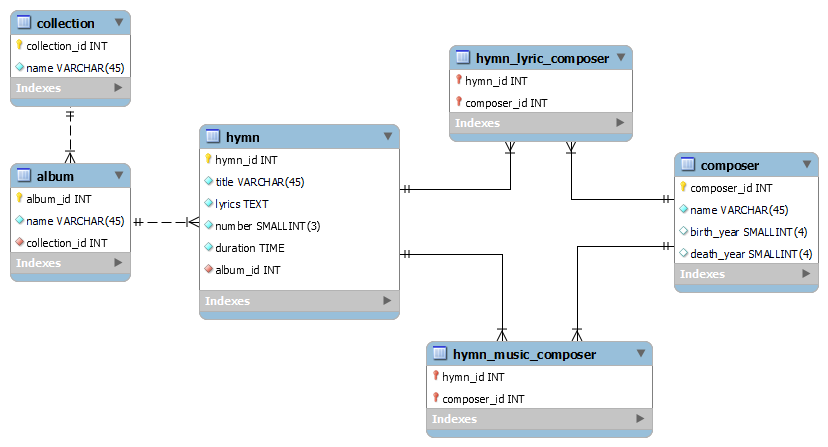 collection
collection_id INT
name VARCHAR(45)
Indexes
album
album_id INT
name VARCHAR(45)
collection_id INT
Indexes
hymn
hymn_id INT
title VARCHAR(45)
lyrics TEXT
number SMALLINT(3)
duration TIME
album_id INT
Indexes
hymn_lyric_composer
hymn_id INT
composer_id INT
Indexes
composer
composer_id INT
name VARCHAR(45)
birth_year SMALLINT(4)
death_year SMALLINT(4)
Indexes
hymn_music_composer
hymn_id INT
composer_id INT
Indexes